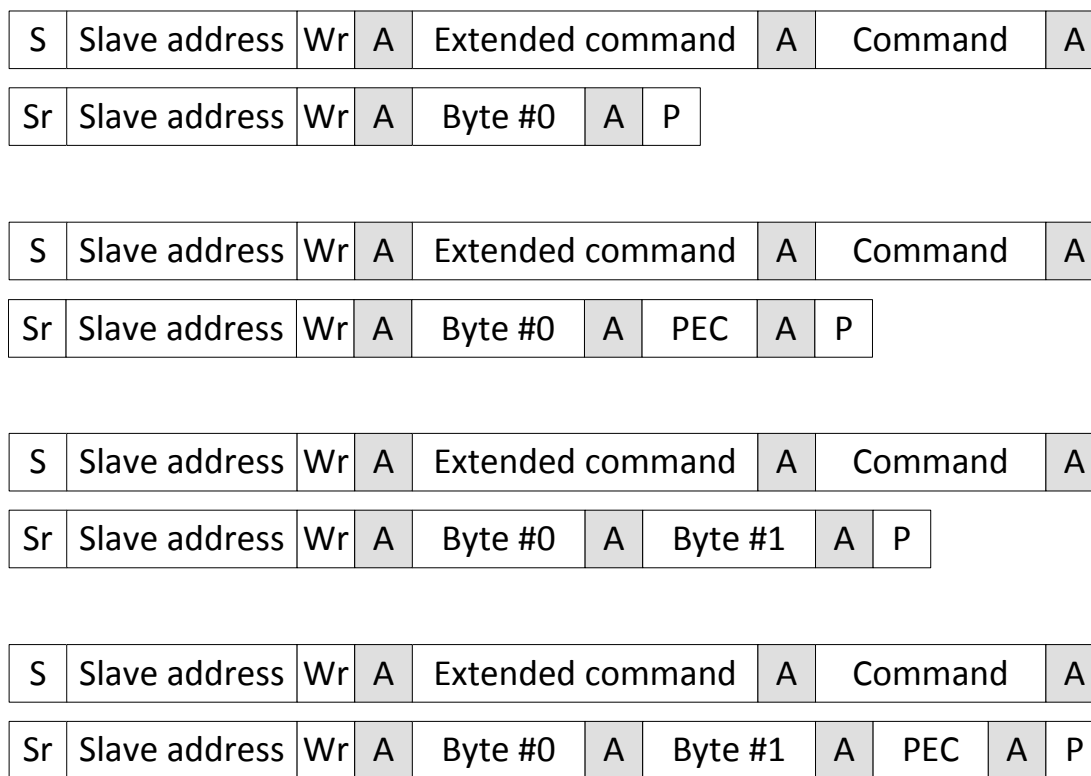 S Slave address Wr A Extended command A Command A
Sr Slave address Wr A Byte #0 A P
S Slave address Wr A Extended command A Command A
Sr Slave address Wr A Byte #0 A PEC A P
S Slave address Wr A Extended command A Command A
Sr Slave address Wr A Byte #0 A Byte #1 A P
S Slave address Wr A Extended command A Command A
Sr Slave address Wr A Byte #0 A Byte #1 A PEC A P